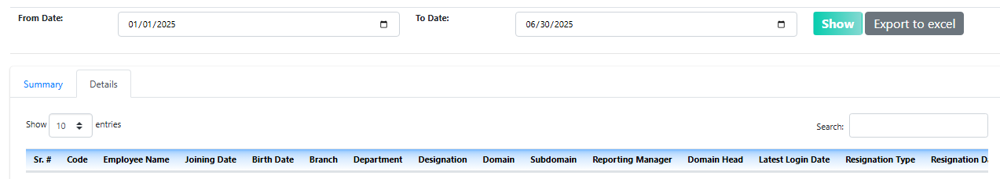 From Date: 01/01/2025 To Date: 06/30/2025 Show Export to excel
Summary Details
Show 10 entries Search:
Sr. # Code Employee Name Joining Date Birth Date Branch Department Designation Domain Subdomain Reporting Manager Domain Head Latest Login Date Resignation Type Resignation